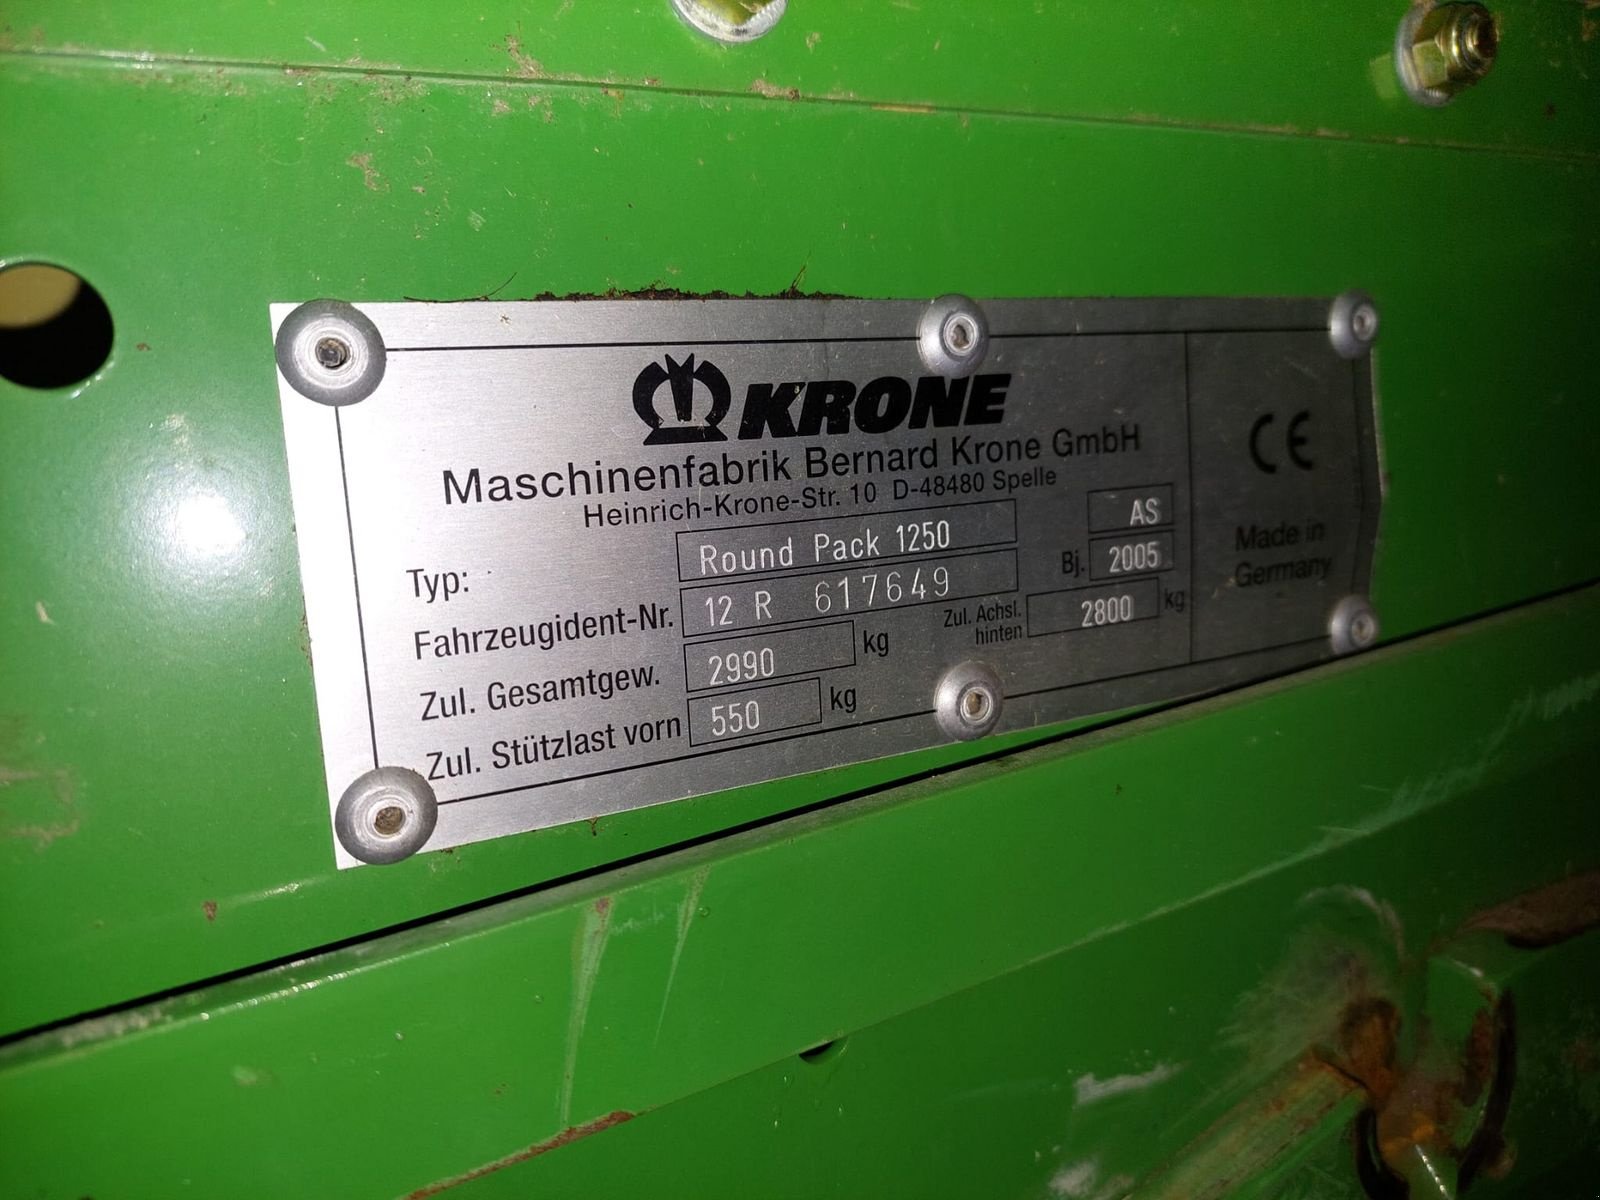 KRONE
Maschinenfabrik Bernard Krone GmbH
Heinrich-Krone-Str. 10 D-48480 Spelle
Typ: Round Pack 1250 AS
Fahrzeugident-Nr. 12 R 617649 Bj. 2005
Zul. Gesamtgew. 2990 kg Zul. Achsl. hinten 2800 kg
Zul. Stützlast vorn 550 kg
CE
Made in
Germany